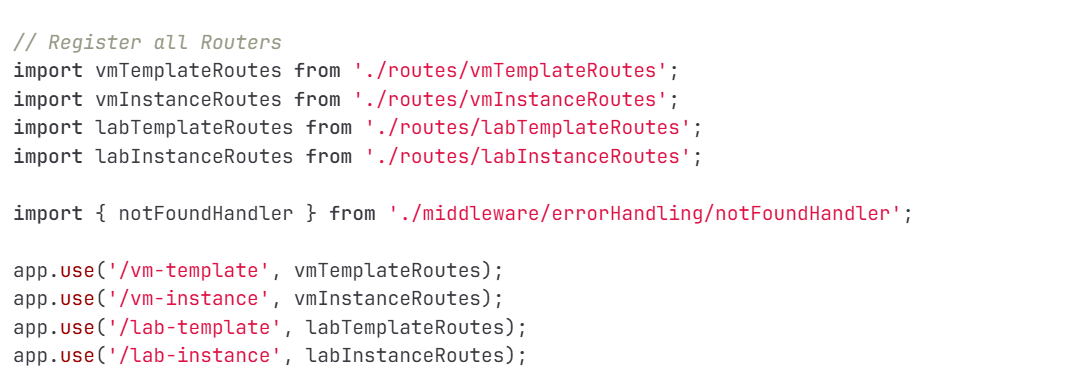 // Register all Routers
import vmTemplateRoutes from './routes/vmTemplateRoutes';
import vmInstanceRoutes from './routes/vmInstanceRoutes';
import labTemplateRoutes from './routes/labTemplateRoutes';
import labInstanceRoutes from './routes/labInstanceRoutes';
import { notFoundHandler } from './middleware/errorHandling/notFoundHandler';
app.use('/vm-template', vmTemplateRoutes);
app.use('/vm-instance', vmInstanceRoutes);
app.use('/lab-template', labTemplateRoutes);
app.use('/lab-instance', labInstanceRoutes);